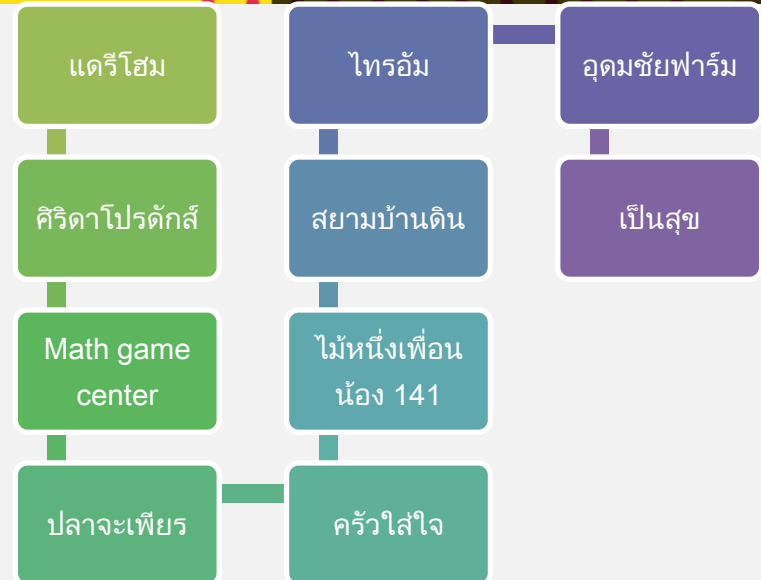 แดรีโฮม
ศิริดาโปรดักส์
Math game
center
ปลาจะเพียร
ครัวใส่ใจ
ไม้หนึ่งเพื่อน
น้อง 141
สยามบ้านดิน
ไทรอัม
อุดมชัยฟาร์ม
เป็นสุข